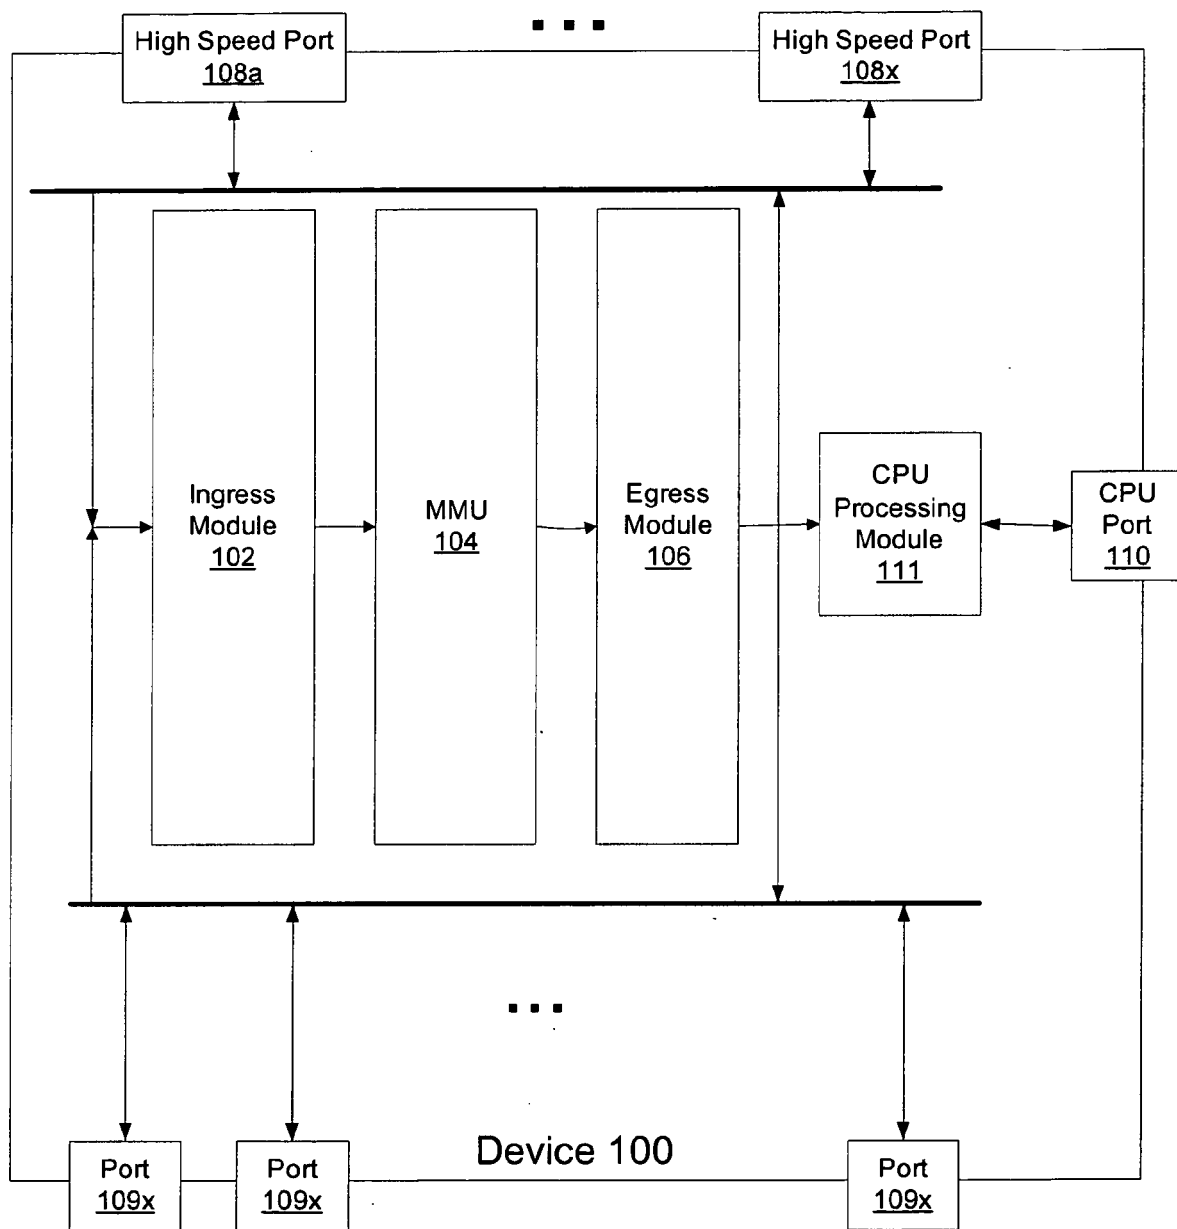 High Speed Port
108a
High Speed Port
108x
Ingress
Module
102
MMU
104
Egress
Module
106
CPU
Processing
Module
111
CPU
Port
110
Device 100
Port
109x
Port
109x
Port
109x